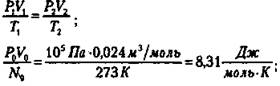 P₁V₁/T₁ = P₂V₂/T₂ ;
P₀V₀/N₀ = 10⁵ Па·0,024 м³/моль / 273 К = 8,31 Дж/моль·К ;